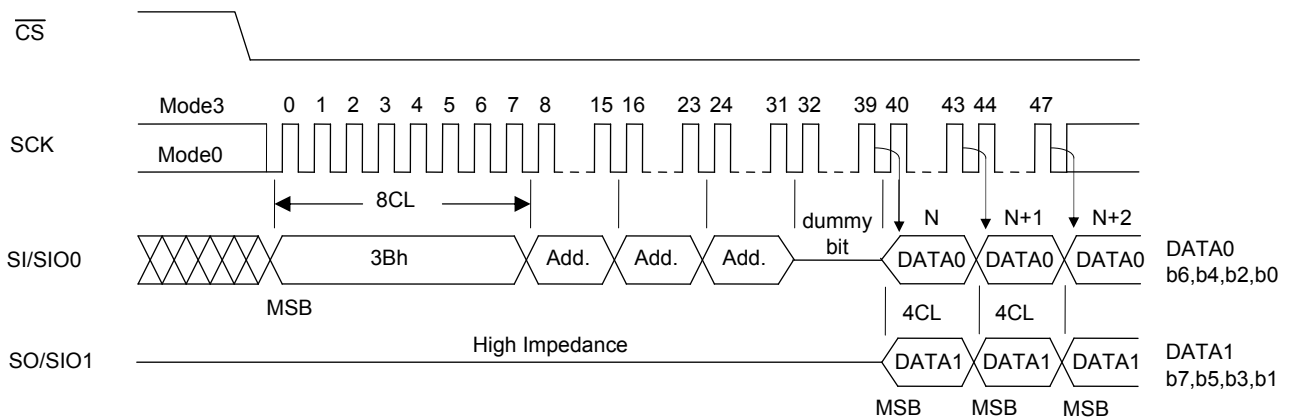 CS
Mode3 0 1 2 3 4 5 6 7 8 15 16 23 24 31 32 39 40 43 44 47
SCK
Mode0
8CL
dummy
bit
N N+1 N+2
SI/SIO0 3Bh Add. Add. Add. DATA0 DATA0 DATA0
DATA0
b6,b4,b2,b0
MSB
4CL 4CL
High Impedance
SO/SIO1 DATA1 DATA1 DATA1
DATA1
b7,b5,b3,b1
MSB MSB MSB